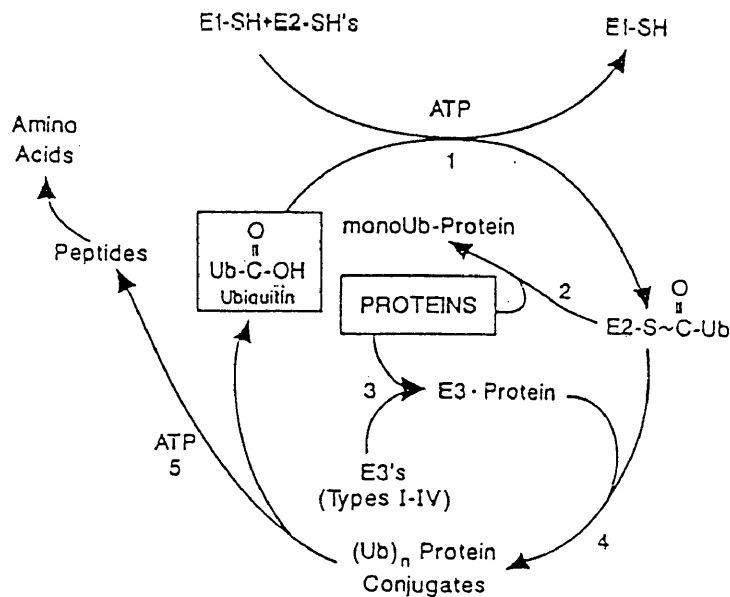 E1-SH+E2-SH's
E1-SH
ATP
1
Amino
Acids
Peptides
O
Ub-C-OH
Ubiquitin
monoUb-Protein
PROTEINS
2
O
E2-S~C-Ub
3
E3·Protein
E3's
(Types I-IV)
ATP
5
4
(Ub)n Protein
Conjugates